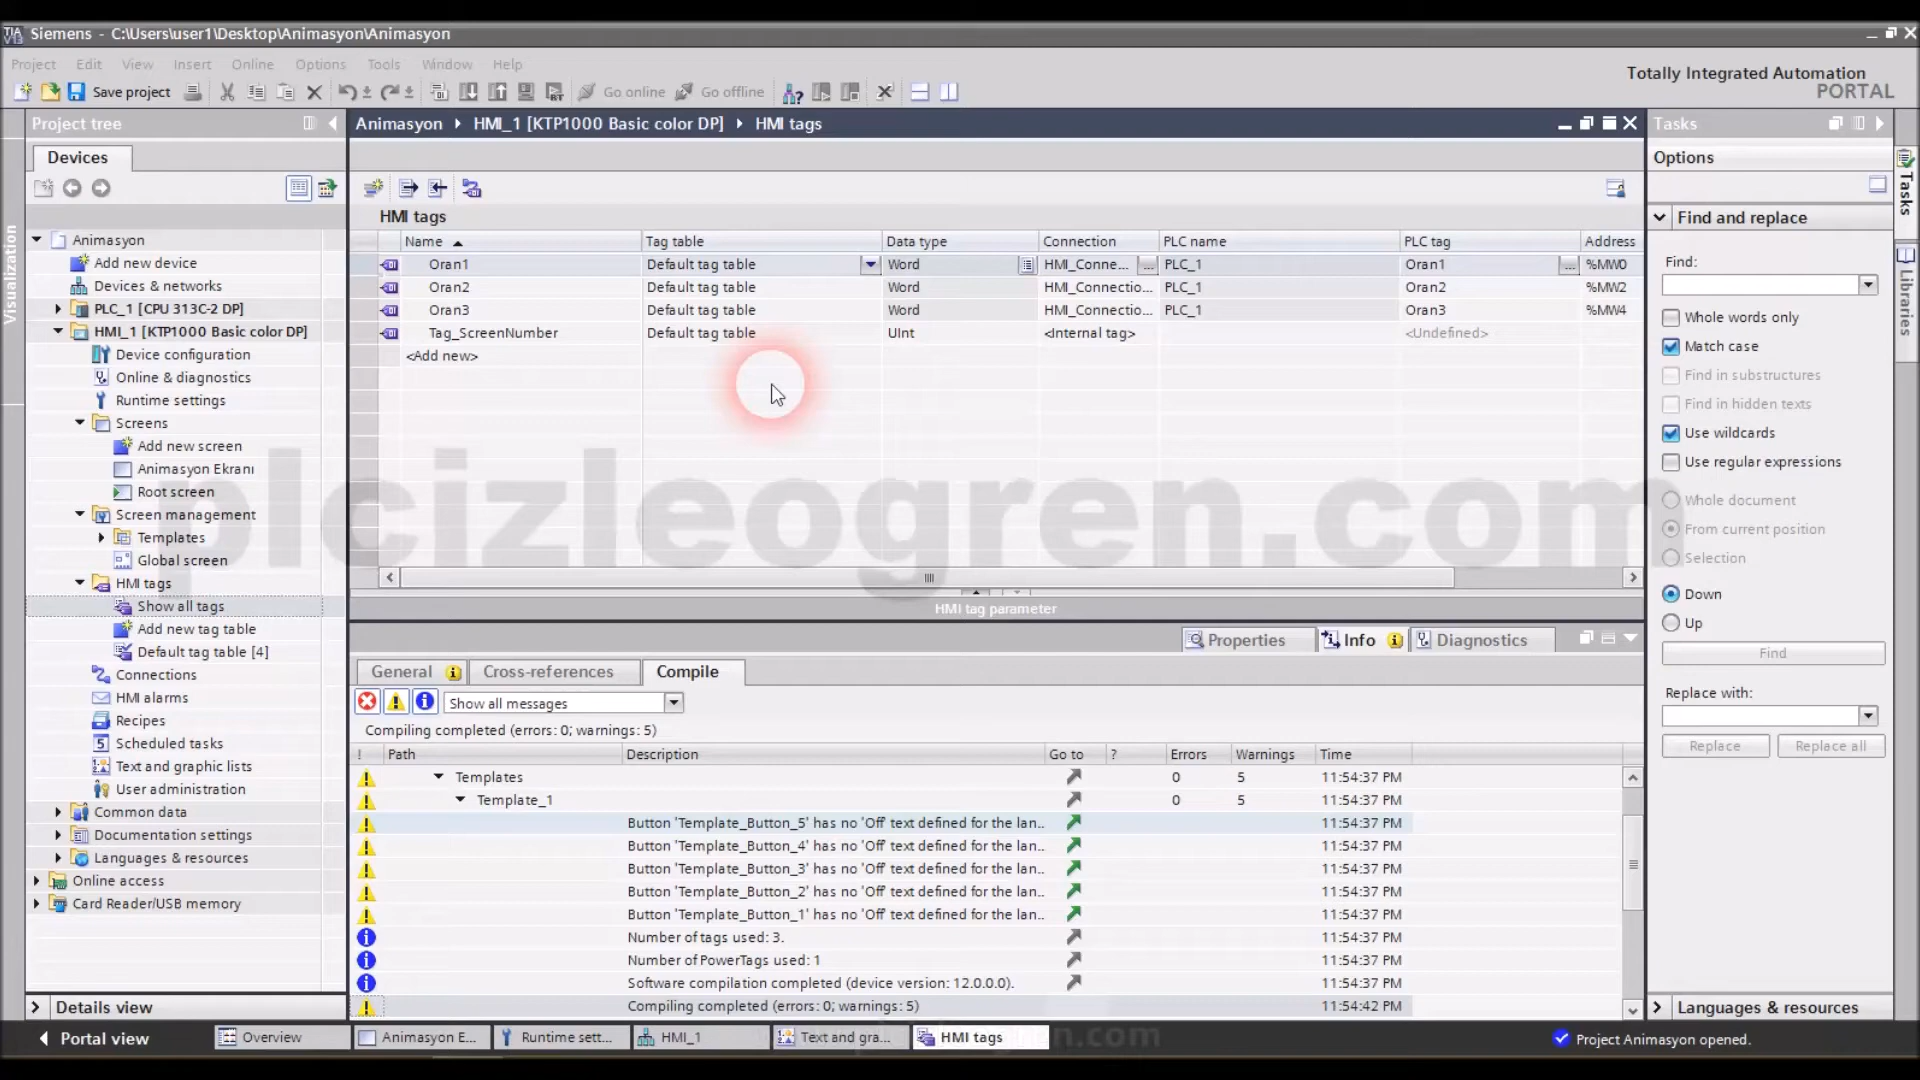 Siemens - C:\Users\user1\Desktop\Animasyon\Animasyon
Project Edit View Insert Online Options Tools Window Help
Totally Integrated Automation
PORTAL
Save project
Go online
Go offline
Project tree
Animasyon HMI_1 [KTP1000 Basic color DP] HMI tags
Tasks
Devices
Options
Visualization
Tasks
Libraries
HMI tags
Name Tag table Data type Connection PLC name PLC tag Address
Oran1 Default tag table Word HMI_Conne... PLC_1 Oran1 ... %MW0
Oran2 Default tag table Word HMI_Connectio... PLC_1 Oran2 %MW2
Oran3 Default tag table Word HMI_Connectio... PLC_1 Oran3 %MW4
Tag_ScreenNumber Default tag table UInt <Internal tag> <Undefined>
<Add new>
Animasyon
Add new device
Devices & networks
PLC_1 [CPU 313C-2 DP]
HMI_1 [KTP1000 Basic color DP]
Device configuration
Online & diagnostics
Runtime settings
Screens
Add new screen
Animasyon Ekranı
Root screen
Screen management
Templates
Global screen
HMI tags
Show all tags
Add new tag table
Default tag table [4]
Connections
HMI alarms
Recipes
Scheduled tasks
Text and graphic lists
User administration
Common data
Documentation settings
Languages & resources
Online access
Card Reader/USB memory
Details view
plcizleogren.com
HMI tag parameter
Properties Info Diagnostics
General Cross-references Compile
Show all messages
Compiling completed (errors: 0; warnings: 5)
! Path Description Go to ? Errors Warnings Time
Templates 0 5 11:54:37 PM
Template_1 0 5 11:54:37 PM
Button 'Template_Button_5' has no 'Off' text defined for the lan.. 11:54:37 PM
Button 'Template_Button_4' has no 'Off' text defined for the lan.. 11:54:37 PM
Button 'Template_Button_3' has no 'Off' text defined for the lan.. 11:54:37 PM
Button 'Template_Button_2' has no 'Off' text defined for the lan.. 11:54:37 PM
Button 'Template_Button_1' has no 'Off' text defined for the lan.. 11:54:37 PM
Number of tags used: 3. 11:54:37 PM
Number of PowerTags used: 1 11:54:37 PM
Software compilation completed (device version: 12.0.0.0). 11:54:37 PM
Compiling completed (errors: 0; warnings: 5) 11:54:42 PM
Find and replace
Find:
Whole words only
Match case
Find in substructures
Find in hidden texts
Use wildcards
Use regular expressions
Whole document
From current position
Selection
Down
Up
Find
Replace with:
Replace Replace all
Languages & resources
Portal view Overview Animasyon E... Runtime sett... HMI_1 Text and gra... HMI tags
Project Animasyon opened.